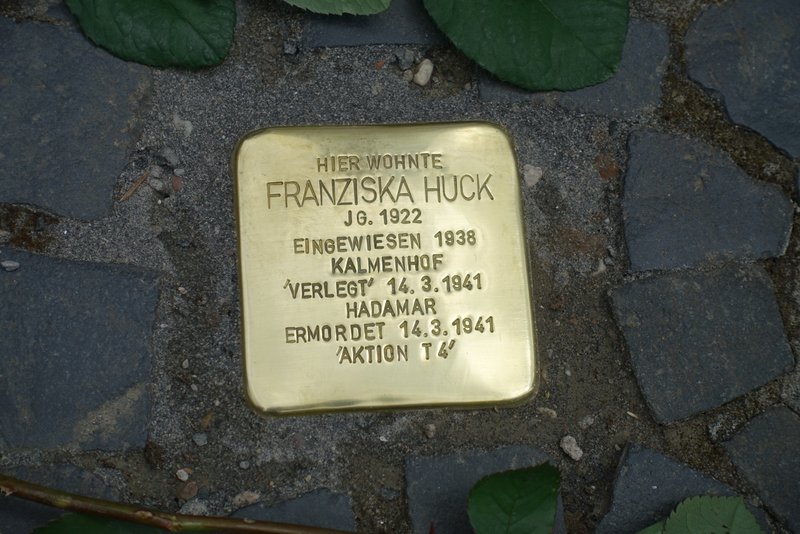 HIER WOHNTE
FRANZISKA HUCK
JG. 1922
EINGEWIESEN 1938
KALMENHOF
'VERLEGT' 14.3.1941
HADAMAR
ERMORDET 14.3.1941
'AKTION T4'